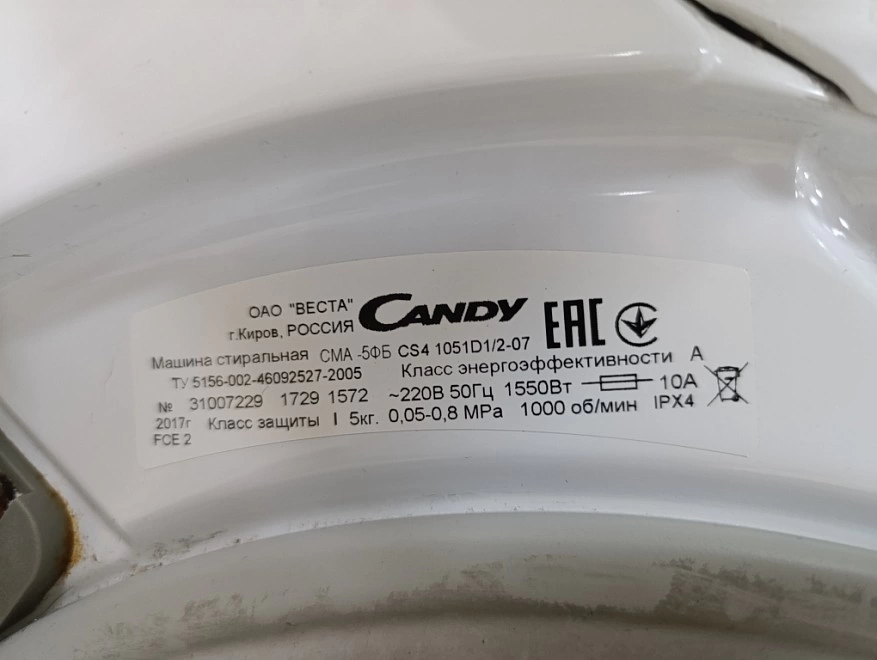 ОАО "ВЕСТА" CANDY EAC
г.Киров, РОССИЯ
Машина стиральная СМА -5ФБ CS4 1051D1/2-07
ТУ 5156-002-46092527-2005 Класс энергоэффективности А
№ 31007229 1729 1572 ~220В 50Гц 1550Вт 10А
2017г Класс защиты I 5кг. 0,05-0,8 MPa 1000 об/мин IPX4
FCE 2